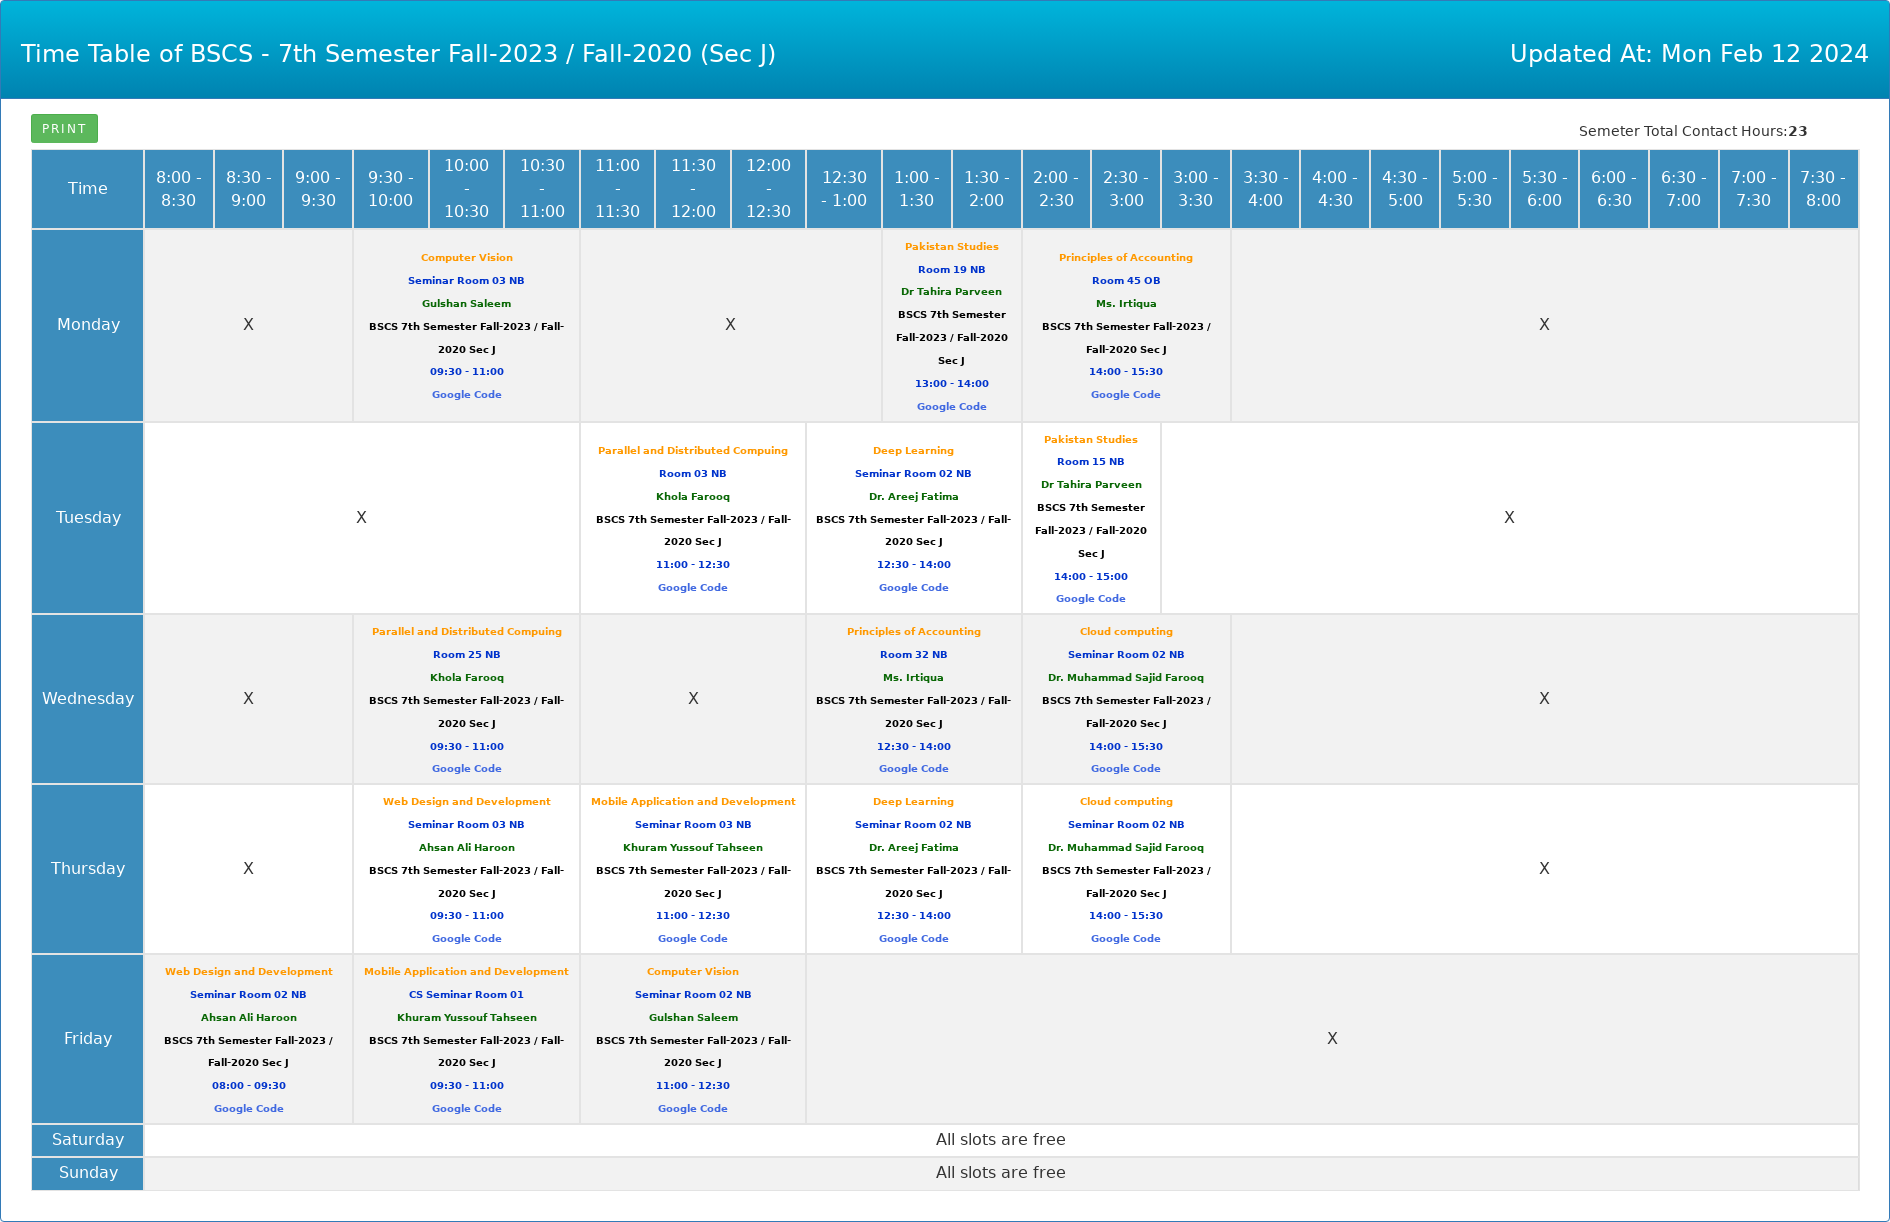 Time Table of BSCS - 7th Semester Fall-2023 / Fall-2020 (Sec J)
Updated At: Mon Feb 12 2024
PRINT
Semeter Total Contact Hours:23
Time
8:00 -
8:30
8:30 -
9:00
9:00 -
9:30
9:30 -
10:00
10:00
-
10:30
10:30
-
11:00
11:00
-
11:30
11:30
-
12:00
12:00
-
12:30
12:30
- 1:00
1:00 -
1:30
1:30 -
2:00
2:00 -
2:30
2:30 -
3:00
3:00 -
3:30
3:30 -
4:00
4:00 -
4:30
4:30 -
5:00
5:00 -
5:30
5:30 -
6:00
6:00 -
6:30
6:30 -
7:00
7:00 -
7:30
7:30 -
8:00
Monday
X
Computer Vision
Seminar Room 03 NB
Gulshan Saleem
BSCS 7th Semester Fall-2023 / Fall-
2020 Sec J
09:30 - 11:00
Google Code
X
Pakistan Studies
Room 19 NB
Dr Tahira Parveen
BSCS 7th Semester
Fall-2023 / Fall-2020
Sec J
13:00 - 14:00
Google Code
Principles of Accounting
Room 45 OB
Ms. Irtiqua
BSCS 7th Semester Fall-2023 /
Fall-2020 Sec J
14:00 - 15:30
Google Code
X
Tuesday
X
Parallel and Distributed Compuing
Room 03 NB
Khola Farooq
BSCS 7th Semester Fall-2023 / Fall-
2020 Sec J
11:00 - 12:30
Google Code
Deep Learning
Seminar Room 02 NB
Dr. Areej Fatima
BSCS 7th Semester Fall-2023 / Fall-
2020 Sec J
12:30 - 14:00
Google Code
Pakistan Studies
Room 15 NB
Dr Tahira Parveen
BSCS 7th Semester
Fall-2023 / Fall-2020
Sec J
14:00 - 15:00
Google Code
X
Wednesday
X
Parallel and Distributed Compuing
Room 25 NB
Khola Farooq
BSCS 7th Semester Fall-2023 / Fall-
2020 Sec J
09:30 - 11:00
Google Code
X
Principles of Accounting
Room 32 NB
Ms. Irtiqua
BSCS 7th Semester Fall-2023 / Fall-
2020 Sec J
12:30 - 14:00
Google Code
Cloud computing
Seminar Room 02 NB
Dr. Muhammad Sajid Farooq
BSCS 7th Semester Fall-2023 /
Fall-2020 Sec J
14:00 - 15:30
Google Code
X
Thursday
X
Web Design and Development
Seminar Room 03 NB
Ahsan Ali Haroon
BSCS 7th Semester Fall-2023 / Fall-
2020 Sec J
09:30 - 11:00
Google Code
Mobile Application and Development
Seminar Room 03 NB
Khuram Yussouf Tahseen
BSCS 7th Semester Fall-2023 / Fall-
2020 Sec J
11:00 - 12:30
Google Code
Deep Learning
Seminar Room 02 NB
Dr. Areej Fatima
BSCS 7th Semester Fall-2023 / Fall-
2020 Sec J
12:30 - 14:00
Google Code
Cloud computing
Seminar Room 02 NB
Dr. Muhammad Sajid Farooq
BSCS 7th Semester Fall-2023 /
Fall-2020 Sec J
14:00 - 15:30
Google Code
X
Friday
Web Design and Development
Seminar Room 02 NB
Ahsan Ali Haroon
BSCS 7th Semester Fall-2023 /
Fall-2020 Sec J
08:00 - 09:30
Google Code
Mobile Application and Development
CS Seminar Room 01
Khuram Yussouf Tahseen
BSCS 7th Semester Fall-2023 / Fall-
2020 Sec J
09:30 - 11:00
Google Code
Computer Vision
Seminar Room 02 NB
Gulshan Saleem
BSCS 7th Semester Fall-2023 / Fall-
2020 Sec J
11:00 - 12:30
Google Code
X
Saturday
All slots are free
Sunday
All slots are free